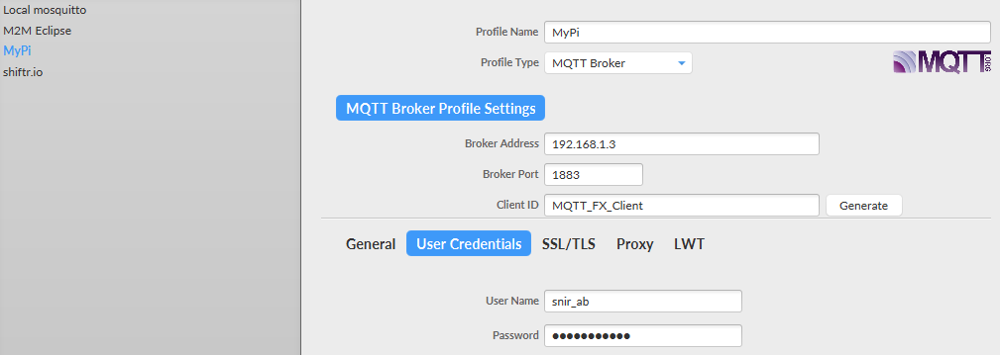 Local mosquitto
M2M Eclipse
MyPi
shiftr.io
Profile Name MyPi
Profile Type MQTT Broker
MQTT.ORG
MQTT Broker Profile Settings
Broker Address 192.168.1.3
Broker Port 1883
Client ID MQTT_FX_Client Generate
General User Credentials SSL/TLS Proxy LWT
User Name snir_ab
Password ●●●●●●●●●●●